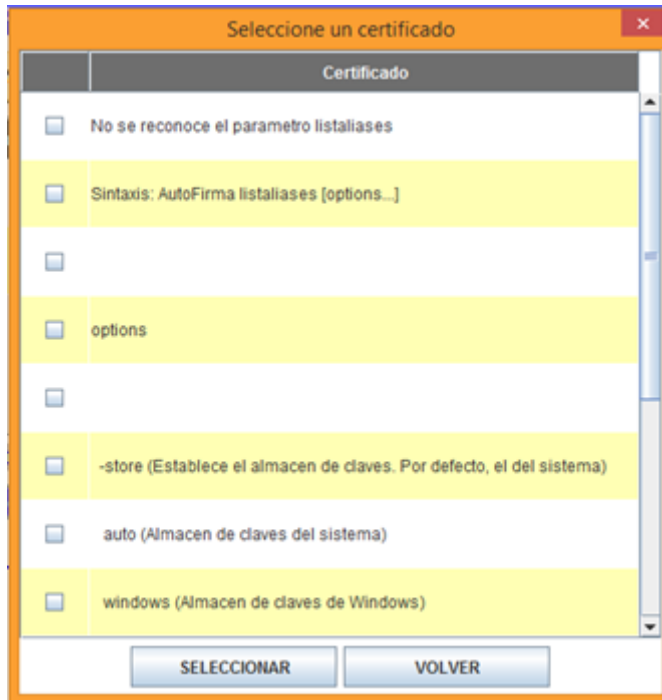 Seleccione un certificado
Certificado
No se reconoce el parametro listaliases
Sintaxis: AutoFirma listaliases [options...]
options
-store (Establece el almacen de claves. Por defecto, el del sistema)
auto (Almacen de claves del sistema)
windows (Almacen de claves de Windows)
SELECCIONAR VOLVER